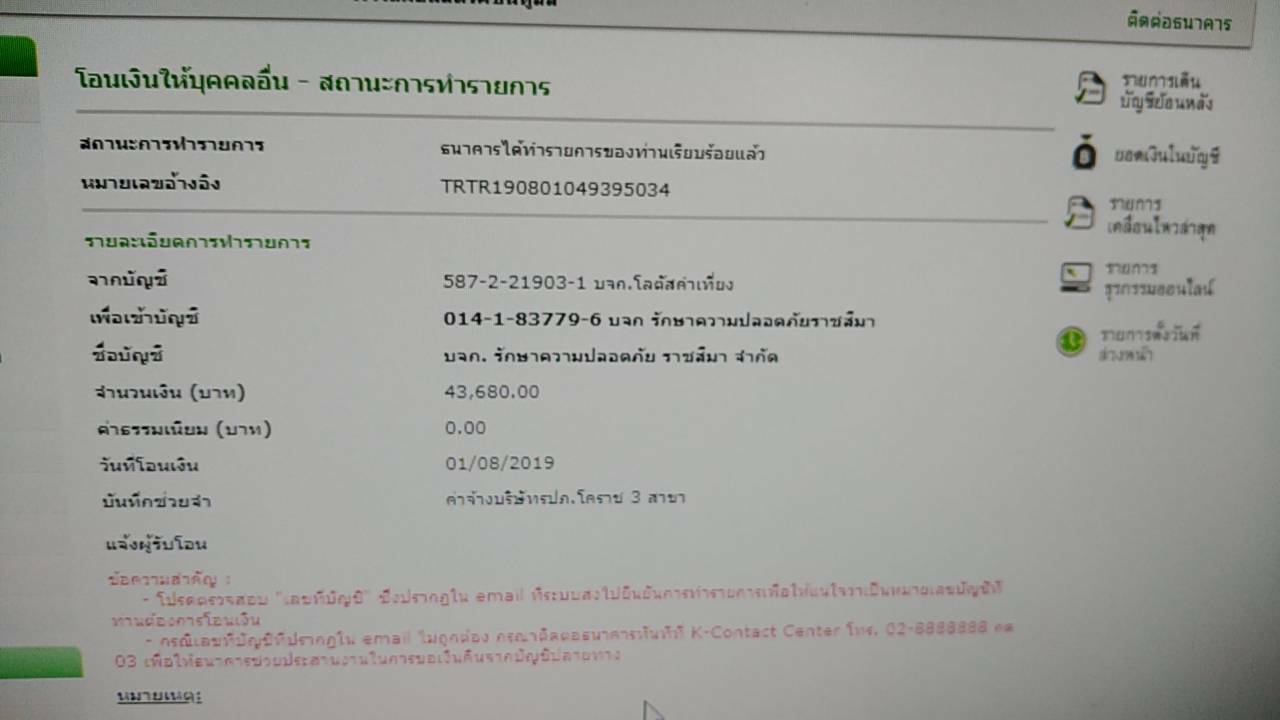 ติดต่อธนาคาร
โอนเงินให้บุคคลอื่น - สถานะการทำรายการ
สถานะการทำรายการ ธนาคารได้ทำรายการของท่านเรียบร้อยแล้ว
หมายเลขอ้างอิง TRTR190801049395034
รายละเอียดการทำรายการ
จากบัญชี 587-2-21903-1 บจก.โลตัสคำเที่ยง
เพื่อเข้าบัญชี 014-1-83779-6 บจก รักษาความปลอดภัยราชสีมา
ชื่อบัญชี บจก. รักษาความปลอดภัย ราชสีมา จำกัด
จำนวนเงิน (บาท) 43,680.00
ค่าธรรมเนียม (บาท) 0.00
วันที่โอนเงิน 01/08/2019
บันทึกช่วยจำ ค่าจ้างบริษัทรปภ.โคราช 3 สาขา
แจ้งผู้รับโอน
ข้อความสำคัญ :
- โปรดตรวจสอบ "เลขที่บัญชี" ซึ่งปรากฏใน email ที่ระบบส่งไปยืนยันการทำรายการเพื่อให้แน่ใจว่าเป็นหมายเลขบัญชีที่
ท่านต้องการโอนเงิน
- กรณีเลขที่บัญชีที่ปรากฏใน email ไม่ถูกต้อง กรุณาติดต่อธนาคารทันทีที่ K-Contact Center โทร. 02-8888888 กด
03 เพื่อให้ธนาคารช่วยประสานงานในการขอเงินคืนจากบัญชีปลายทาง
หมายเหตุ:
รายการเดิน
บัญชีย้อนหลัง
ยอดเงินในบัญชี
รายการ
เคลื่อนไหวล่าสุด
รายการ
ธุรกรรมออนไลน์
รายการตั้งวันที่
ล่วงหน้า